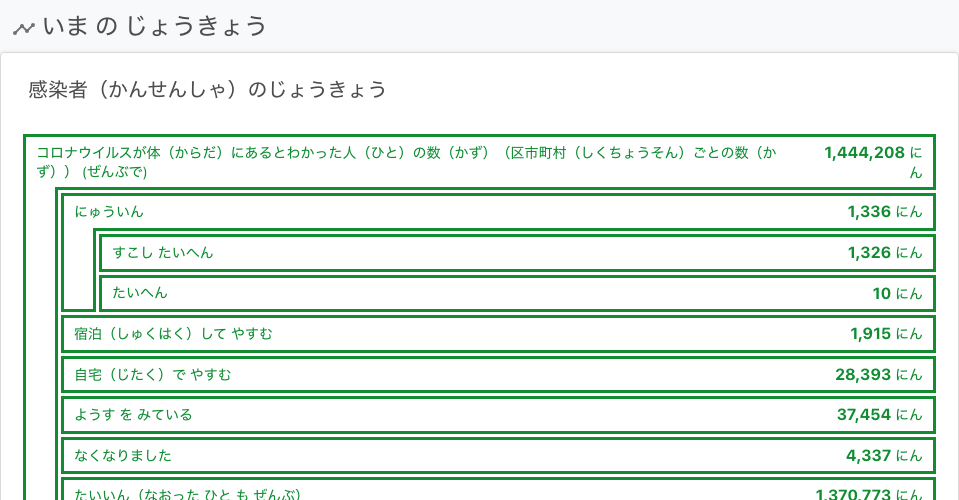 いま の じょうきょう
感染者（かんせんしゃ）のじょうきょう
コロナウイルスが体（からだ）にあるとわかった人（ひと）の数（かず）（区市町村（しくちょうそん）ごとの数（か
ず）） (ぜんぶで)
1,444,208 に
ん
にゅういん 1,336 にん
すこし たいへん 1,326 にん
たいへん 10 にん
宿泊（しゅくはく）して やすむ 1,915 にん
自宅（じたく）で やすむ 28,393 にん
ようす を みている 37,454 にん
なくなりました 4,337 にん
たいいん（なおった ひと も ぜんぶ） 1,370,773 にん